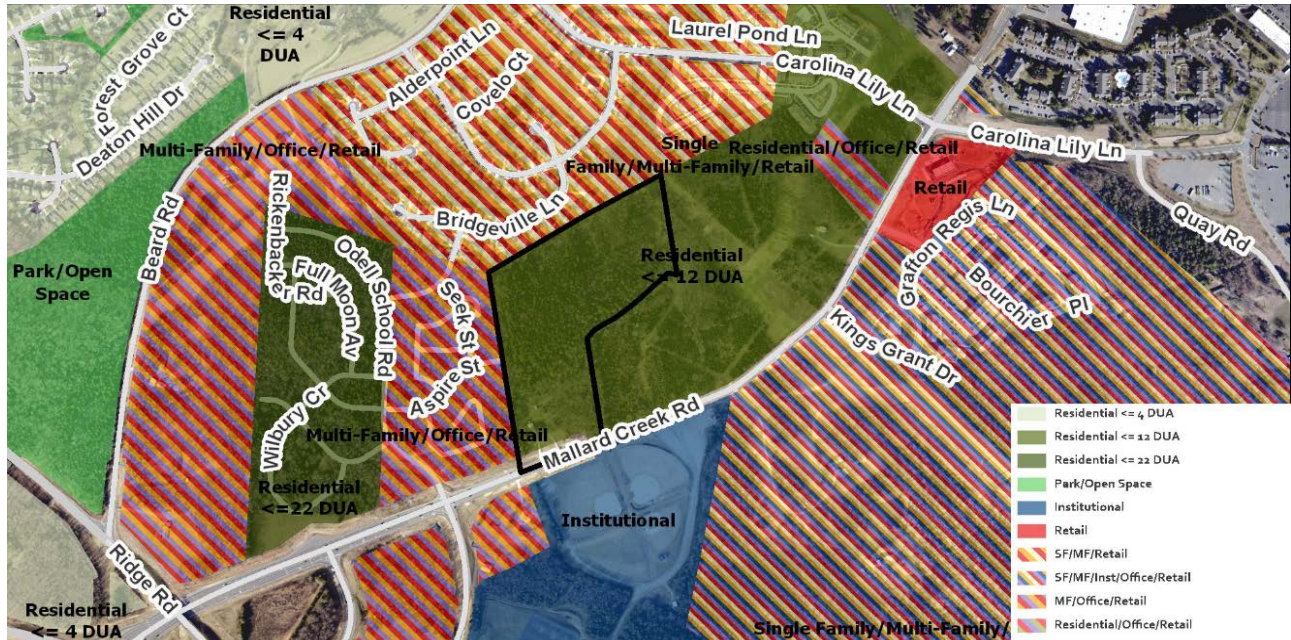 Residential
<= 4
DUA
Forest Grove Ct
Deaton Hill Dr
Alderpoint Ln
Covelo Ct
Laurel Pond Ln
Carolina Lily Ln
Carolina Lily Ln
Multi-Family/Office/Retail
Single
Family/Multi-Family/Retail
Residential/Office/Retail
Retail
Quay Rd
Grafton Regis Ln
Bourchier Pl
Kings Grant Dr
Bridgeville Ln
Beard Rd
Rickenbacker Rd
Full Moon Av
Odell School Rd
Seek St
Aspire St
Wilbury Cr
Park/Open
Space
Residential
<= 12 DUA
Multi-Family/Office/Retail
Mallard Creek Rd
Residential
<=22 DUA
Institutional
Ridge Rd
Residential
<= 4 DUA
Single Family/Multi-Family/
Residential <= 4 DUA
Residential <= 12 DUA
Residential <= 22 DUA
Park/Open Space
Institutional
Retail
SF/MF/Retail
SF/MF/Inst/Office/Retail
MF/Office/Retail
Residential/Office/Retail